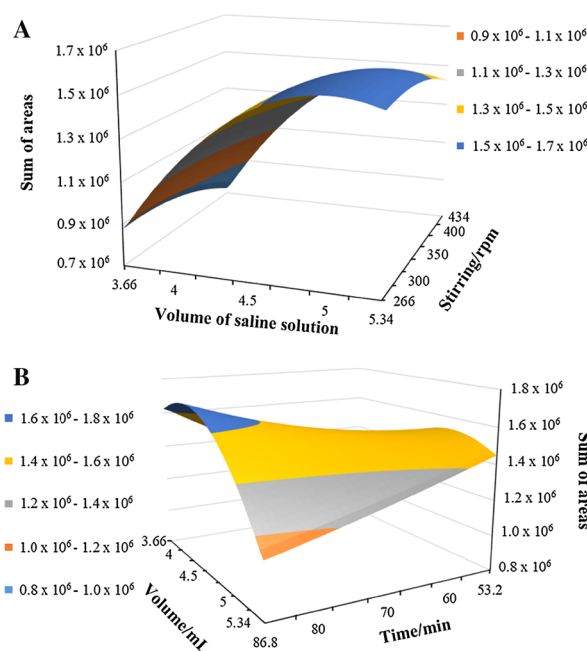 A
1.7 x 10⁶
1.5 x 10⁶
1.3 x 10⁶
1.1 x 10⁶
0.9 x 10⁶
0.7 x 10⁶
Sum of areas
3.66
4
4.5
5
5.34
Volume of saline solution
266
300
350
400
434
Stirring/rpm
0.9 x 10⁶ - 1.1 x 10⁶
1.1 x 10⁶ - 1.3 x 10⁶
1.3 x 10⁶ - 1.5 x 10⁶
1.5 x 10⁶ - 1.7 x 10⁶
B
1.6 x 10⁶ - 1.8 x 10⁶
1.4 x 10⁶ - 1.6 x 10⁶
1.2 x 10⁶ - 1.4 x 10⁶
1.0 x 10⁶ - 1.2 x 10⁶
0.8 x 10⁶ - 1.0 x 10⁶
3.66
4
4.5
5
5.34
Volume/mL
86.8
80
70
60
53.2
Time/min
1.8 x 10⁶
1.6 x 10⁶
1.4 x 10⁶
1.2 x 10⁶
1.0 x 10⁶
0.8 x 10⁶
Sum of areas